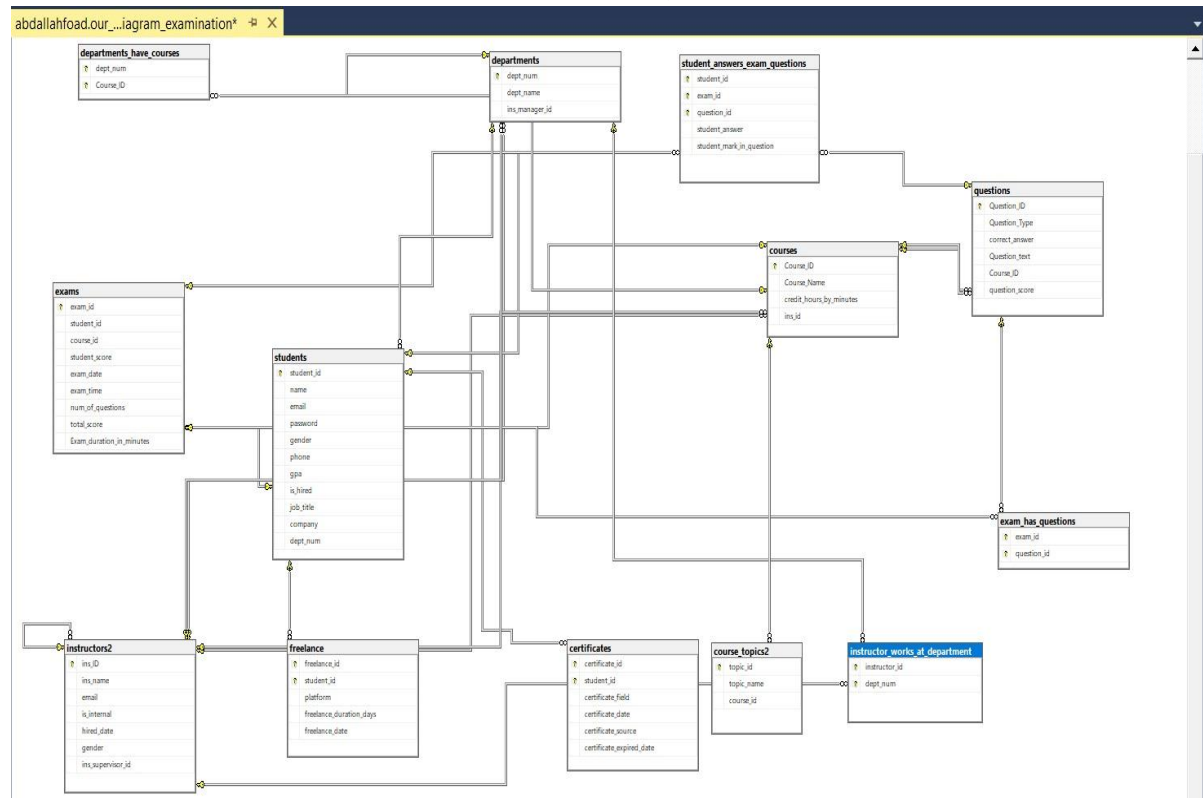 abdallahfoad.our_...iagram_examination*
departments_have_courses
dept_num
Course_ID
departments
dept_num
dept_name
ins_manager_id
student_answers_exam_questions
student_id
exam_id
question_id
student_answer
student_mark_in_question
questions
Question_ID
Question_Type
correct_answer
Question_text
Course_ID
question_score
courses
Course_ID
Course_Name
credit_hours_by_minutes
ins_id
exams
exam_id
student_id
course_id
student_score
exam_date
exam_time
num_of_questions
total_score
Exam_duration_in_minutes
students
student_id
name
email
password
gender
phone
gpa
is_hired
job_title
company
dept_num
exam_has_questions
exam_id
question_id
instructors2
ins_ID
ins_name
email
is_internal
hired_date
gender
ins_supervisor_id
freelance
freelance_id
student_id
platform
freelance_duration_days
freelance_date
certificates
certificate_id
student_id
certificate_field
certificate_date
certificate_source
certificate_expired_date
course_topics2
topic_id
topic_name
course_id
instructor_works_at_department
instructor_id
dept_num